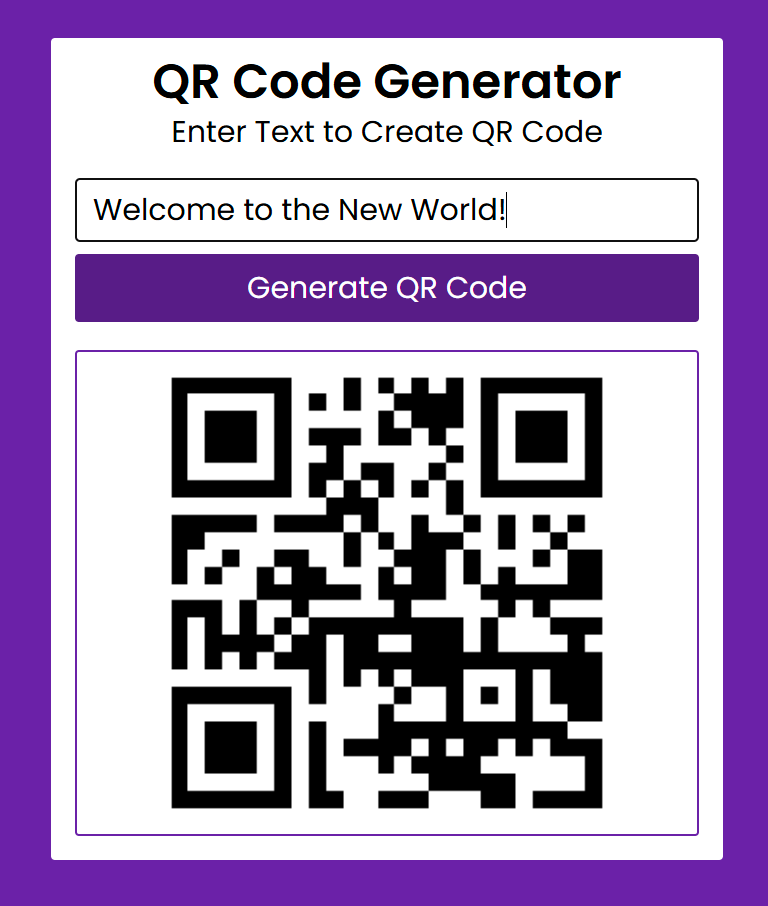 QR Code Generator
Enter Text to Create QR Code
Welcome to the New World!
Generate QR Code